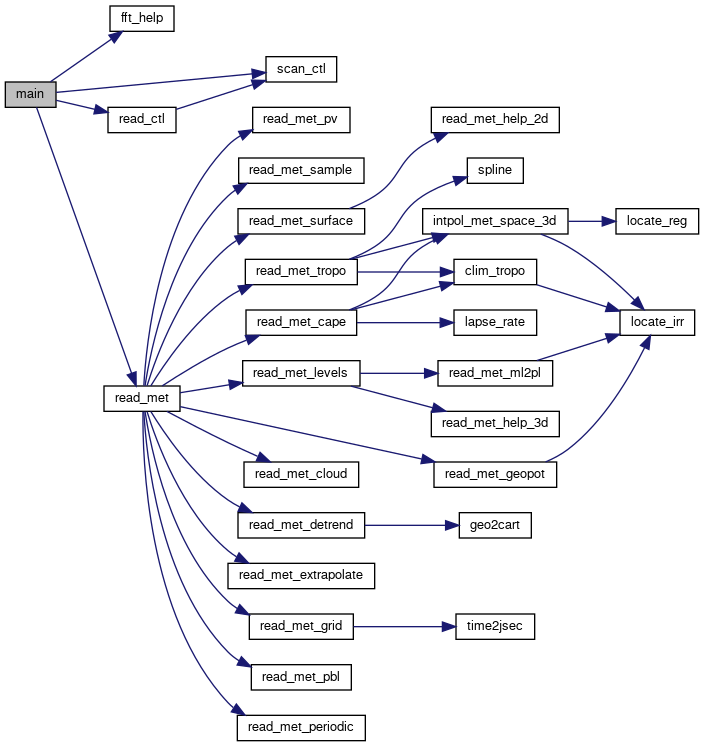 fft_help
scan_ctl
main
read_ctl
read_met_pv
read_met_help_2d
read_met_sample
spline
read_met_surface
intpol_met_space_3d
locate_reg
read_met_tropo
clim_tropo
read_met_cape
lapse_rate
locate_irr
read_met_levels
read_met_ml2pl
read_met
read_met_help_3d
read_met_cloud
read_met_geopot
read_met_detrend
geo2cart
read_met_extrapolate
read_met_grid
time2jsec
read_met_pbl
read_met_periodic